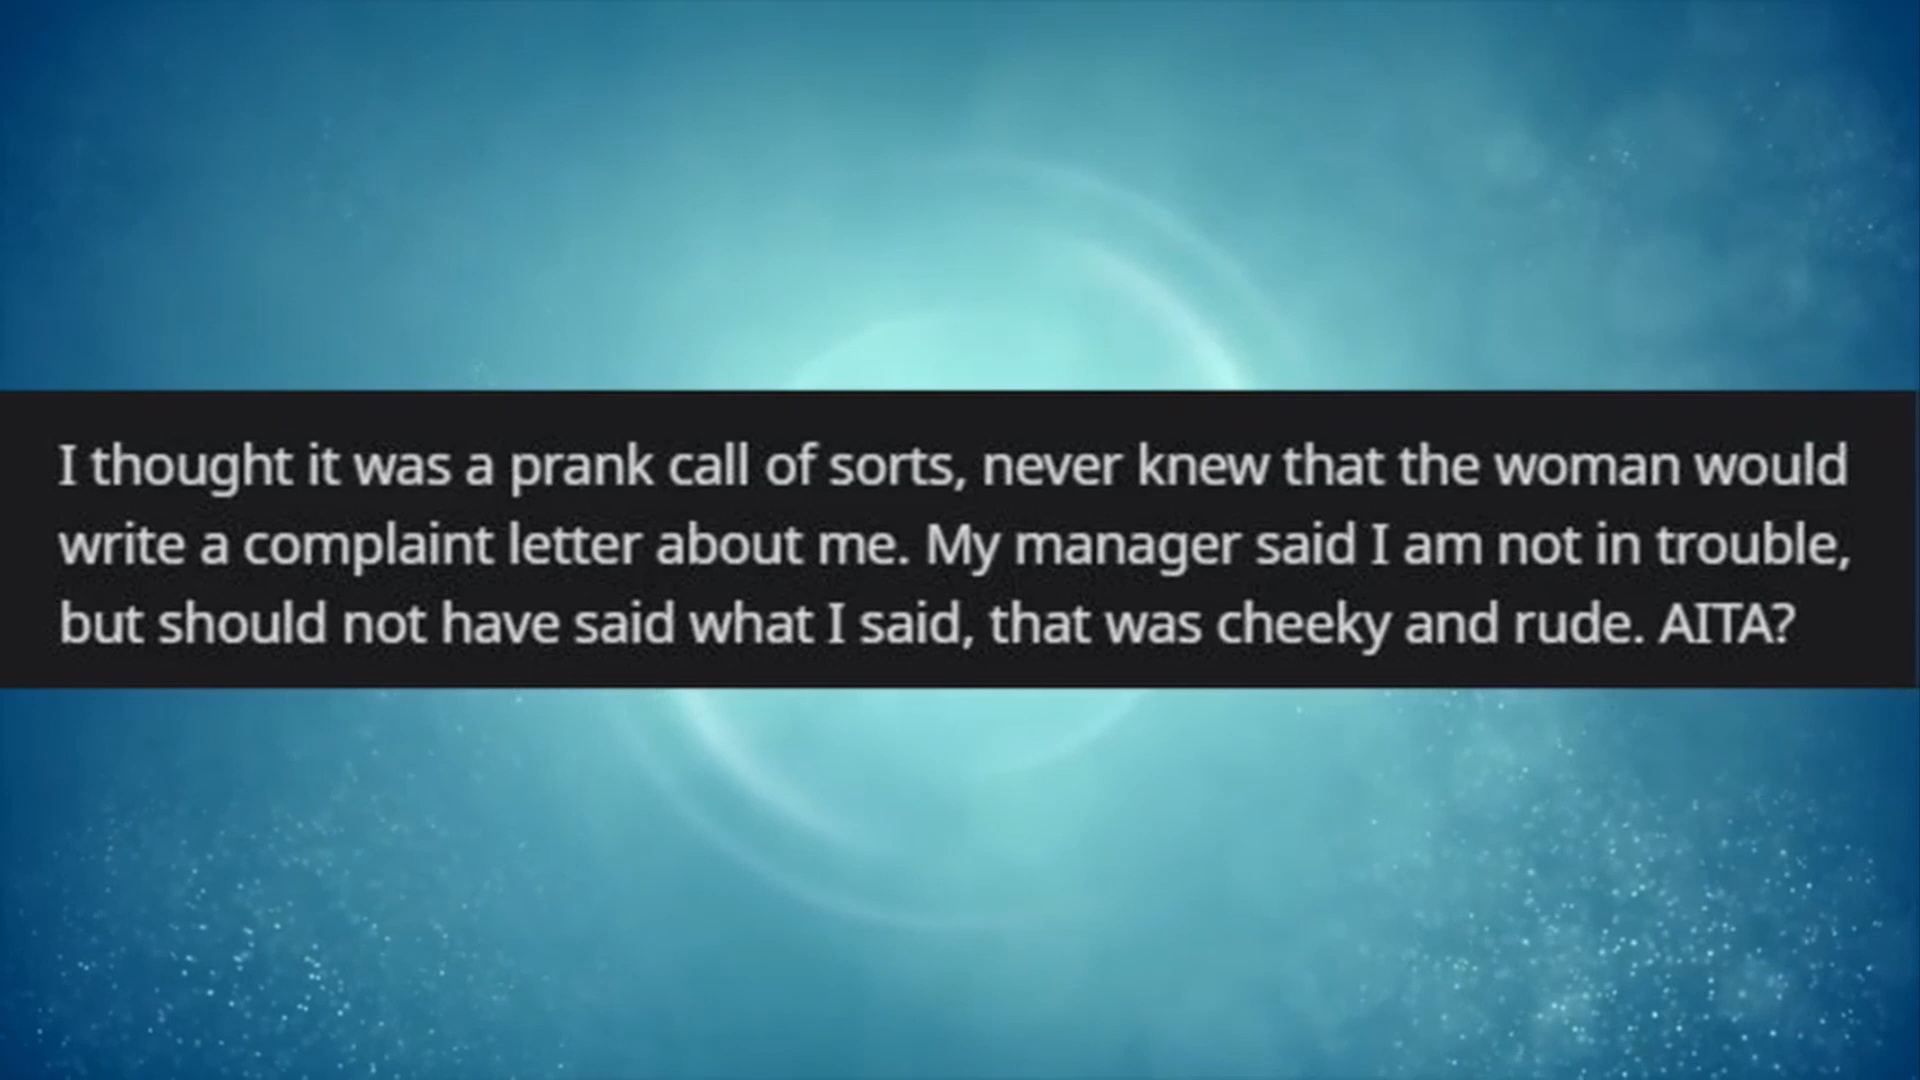 I thought it was a prank call of sorts, never knew that the woman would
write a complaint letter about me. My manager said I am not in trouble,
but should not have said what I said, that was cheeky and rude. AITA?